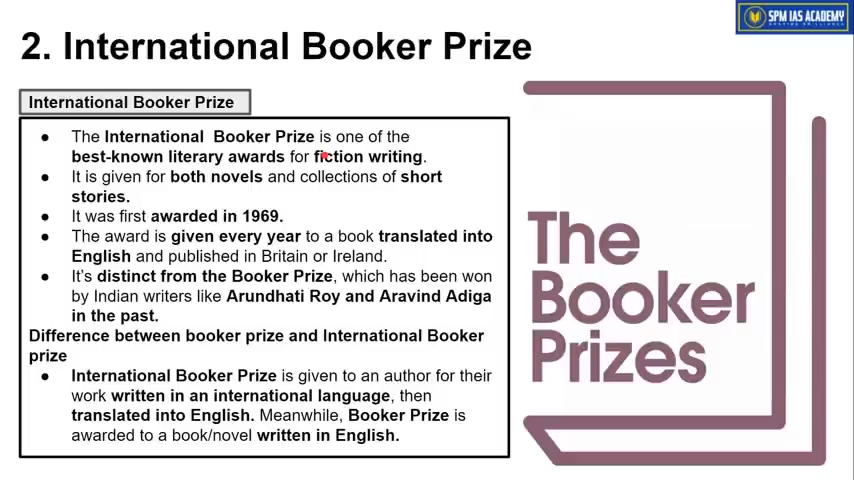 SPM IAS ACADEMY
2. International Booker Prize
International Booker Prize
● The International Booker Prize is one of the
best-known literary awards for fiction writing.
● It is given for both novels and collections of short
stories.
● It was first awarded in 1969.
● The award is given every year to a book translated into
English and published in Britain or Ireland.
● It's distinct from the Booker Prize, which has been won
by Indian writers like Arundhati Roy and Aravind Adiga
in the past.
Difference between booker prize and International Booker
prize
● International Booker Prize is given to an author for their
work written in an international language, then
translated into English. Meanwhile, Booker Prize is
awarded to a book/novel written in English.
The
Booker
Prizes